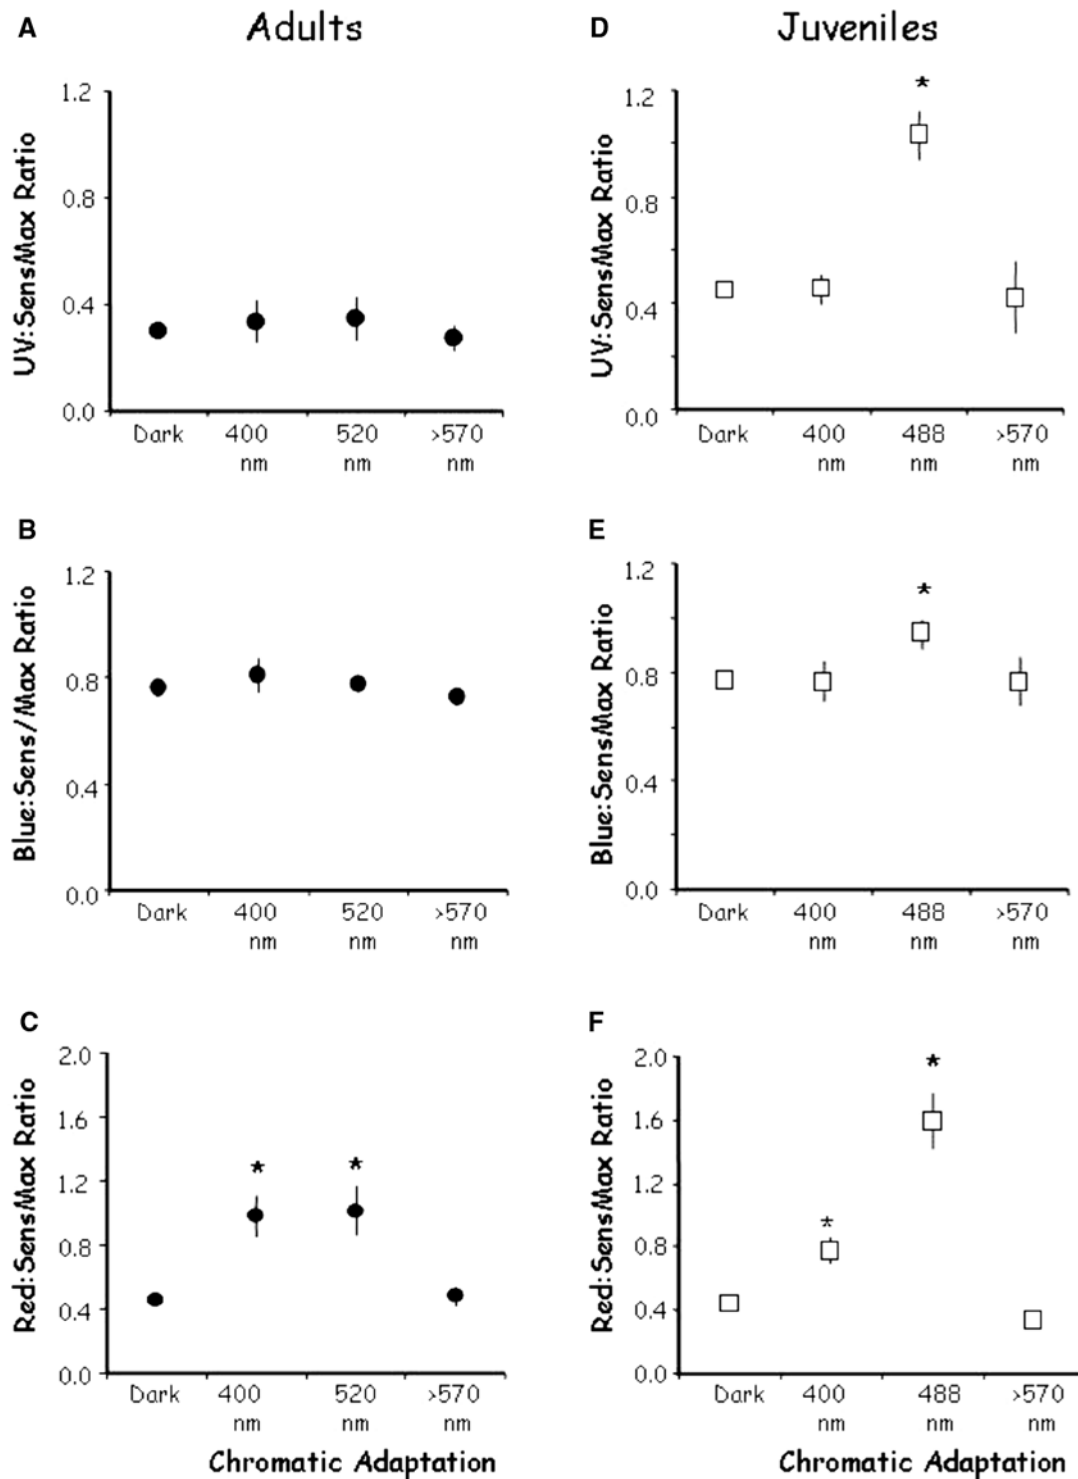 A
Adults
UV:SensMax Ratio
1.2
0.8
0.4
0.0
Dark 400 520 >570
nm nm nm
B
Blue:Sens/Max Ratio
1.2
0.8
0.4
0.0
Dark 400 520 >570
nm nm nm
C
Red:SensMax Ratio
2.0
1.6
1.2
* *
0.8
0.4
0.0
Dark 400 520 >570
nm nm nm
Chromatic Adaptation
D
Juveniles
UV:SensMax Ratio
*
1.2
0.8
0.4
0.0
Dark 400 488 >570
nm nm nm
E
Blue:SensMax Ratio
1.2
*
0.8
0.4
0.0
Dark 400 488 >570
nm nm nm
F
Red:SensMax Ratio
2.0
*
1.6
1.2
*
0.8
0.4
0.0
Dark 400 488 >570
nm nm nm
Chromatic Adaptation